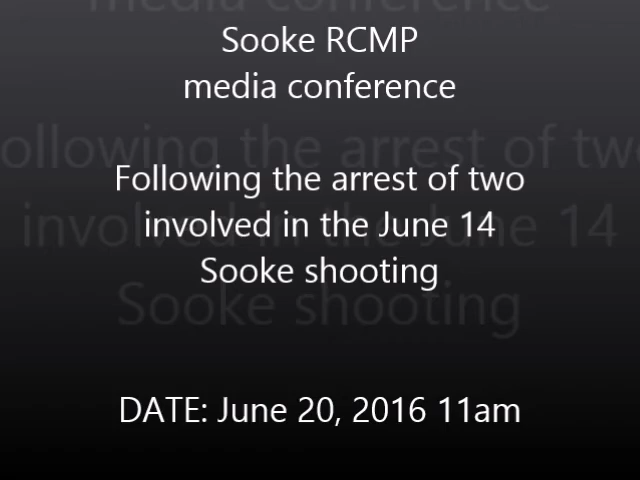 Sooke RCMP
media conference
Following the arrest of two
involved in the June 14
Sooke shooting
DATE: June 20, 2016 11am